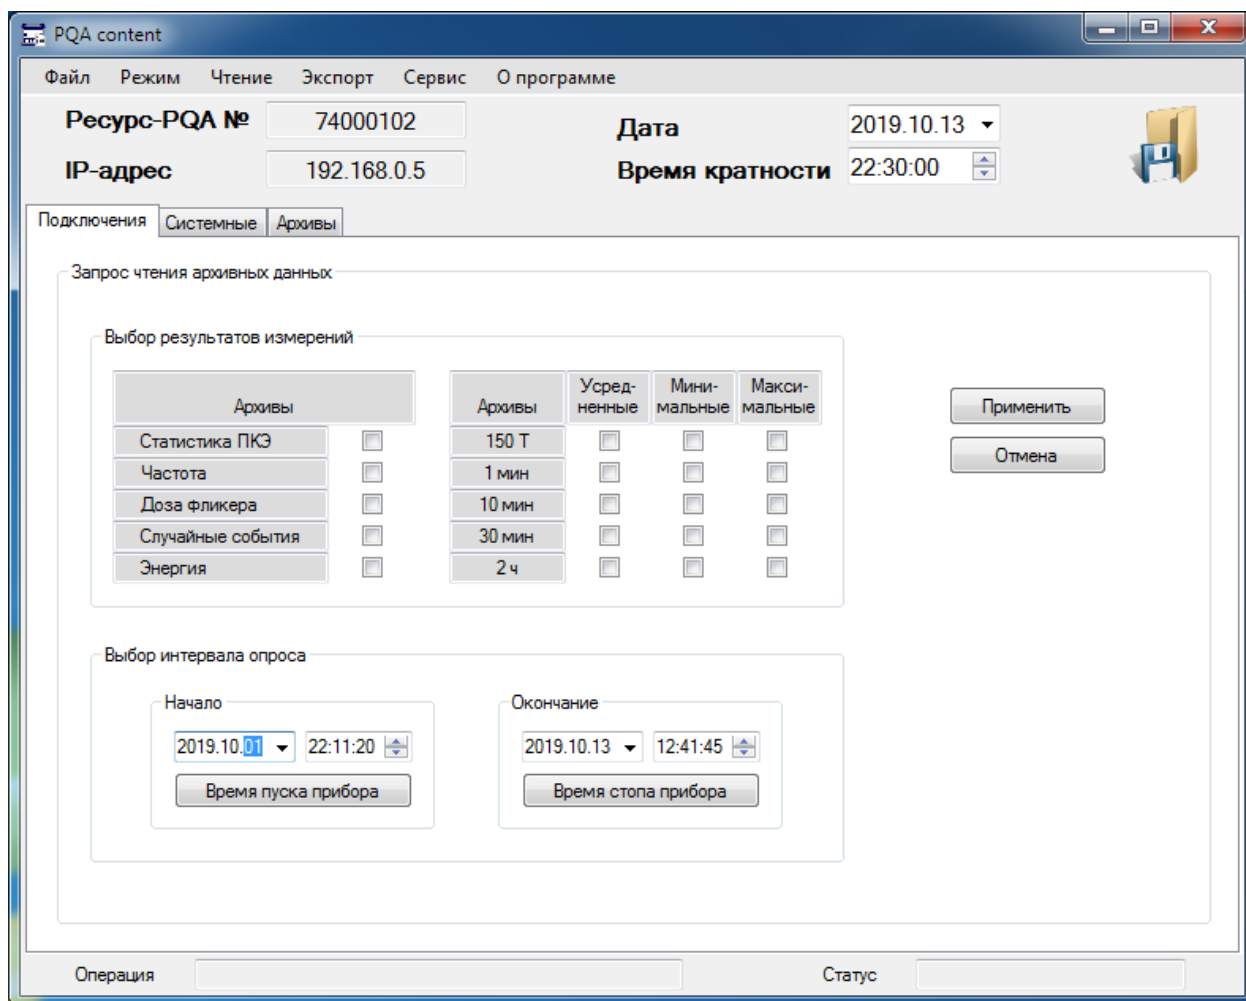 PQA content
Файл Режим Чтение Экспорт Сервис О программе
Ресурс-PQA № 74000102 Дата 2019.10.13
IP-адрес 192.168.0.5 Время кратности 22:30:00
Подключения Системные Архивы
Запрос чтения архивных данных
Выбор результатов измерений
Архивы Архивы Усред-
ненные Мини-
мальные Макси-
мальные
Применить
Статистика ПКЭ 150 Т
Отмена
Частота 1 мин
Доза фликера 10 мин
Случайные события 30 мин
Энергия 2 ч
Выбор интервала опроса
Начало Окончание
2019.10.01 22:11:20 2019.10.13 12:41:45
Время пуска прибора Время стопа прибора
Операция Статус